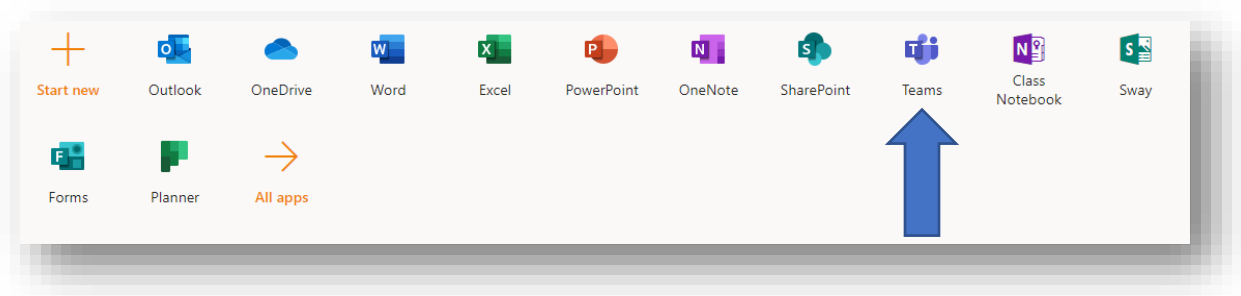 Start new
Outlook
OneDrive
Word
Excel
PowerPoint
OneNote
SharePoint
Teams
Class
Notebook
Sway
Forms
Planner
All apps